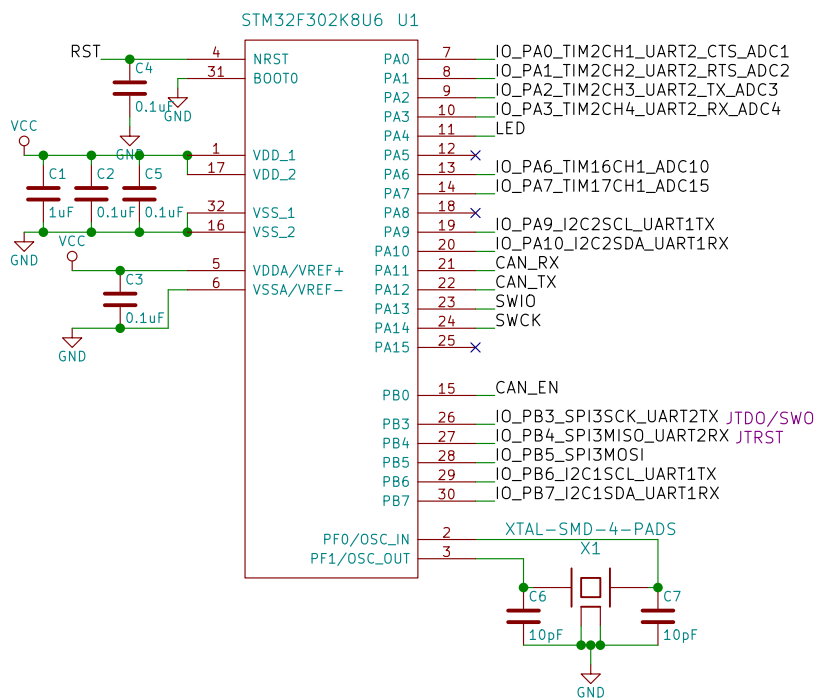 STM32F302K8U6 U1
RST 4 NRST PA0 7 IO_PA0_TIM2CH1_UART2_CTS_ADC1
C4 31 BOOT0 PA1 8 IO_PA1_TIM2CH2_UART2_RTS_ADC2
0.1uF GND PA2 9 IO_PA2_TIM2CH3_UART2_TX_ADC3
PA3 10 IO_PA3_TIM2CH4_UART2_RX_ADC4
VCC PA4 11 LED
GND 1 VDD_1 PA5 12
C1 C2 C5 17 VDD_2 PA6 13 IO_PA6_TIM16CH1_ADC10
PA7 14 IO_PA7_TIM17CH1_ADC15
1uF 0.1uF 0.1uF 32 VSS_1 PA8 18
16 VSS_2 PA9 19 IO_PA9_I2C2SCL_UART1TX
GND VCC PA10 20 IO_PA10_I2C2SDA_UART1RX
5 VDDA/VREF+ PA11 21 CAN_RX
C3 6 VSSA/VREF- PA12 22 CAN_TX
0.1uF PA13 23 SWIO
PA14 24 SWCK
GND PA15 25
PB0 15 CAN_EN
PB3 26 IO_PB3_SPI3SCK_UART2TX JTDO/SWO
PB4 27 IO_PB4_SPI3MISO_UART2RX JTRST
PB5 28 IO_PB5_SPI3MOSI
PB6 29 IO_PB6_I2C1SCL_UART1TX
PB7 30 IO_PB7_I2C1SDA_UART1RX
XTAL-SMD-4-PADS
PF0/OSC_IN 2 X1
PF1/OSC_OUT 3
C6 C7
10pF 10pF
GND